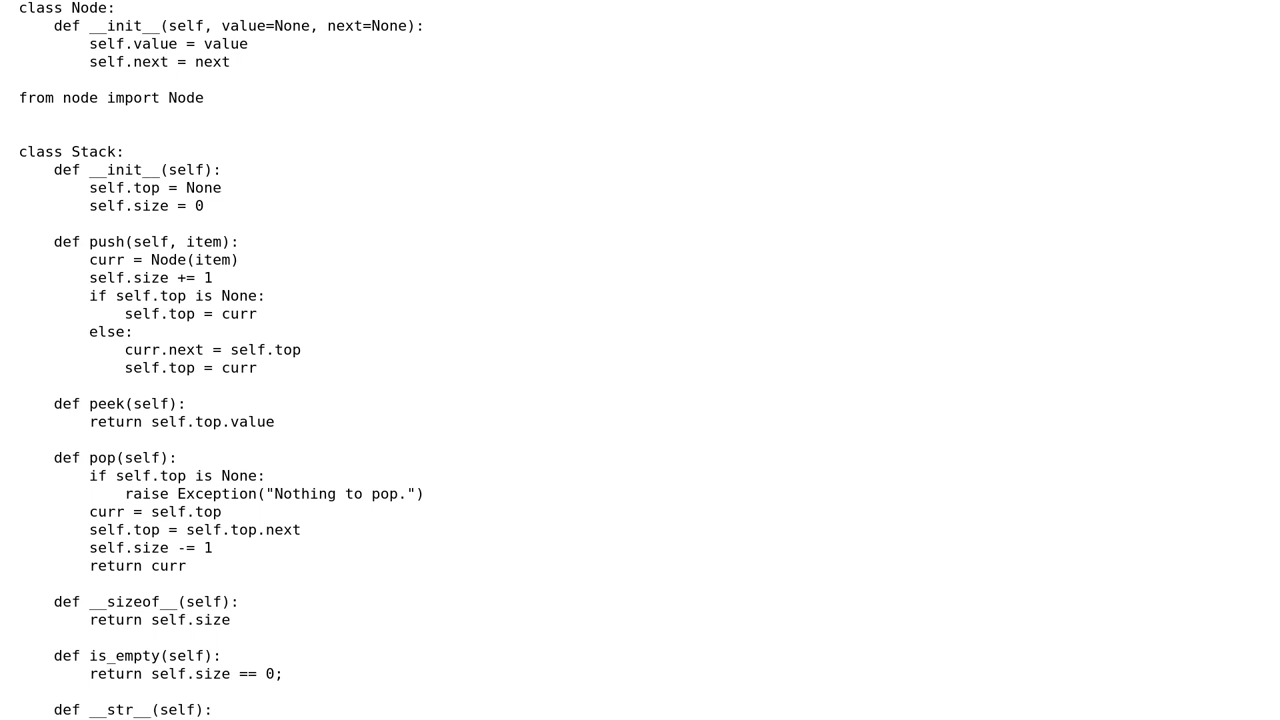 class Node:
    def __init__(self, value=None, next=None):
        self.value = value
        self.next = next

from node import Node


class Stack:
    def __init__(self):
        self.top = None
        self.size = 0

    def push(self, item):
        curr = Node(item)
        self.size += 1
        if self.top is None:
            self.top = curr
        else:
            curr.next = self.top
            self.top = curr

    def peek(self):
        return self.top.value

    def pop(self):
        if self.top is None:
            raise Exception("Nothing to pop.")
        curr = self.top
        self.top = self.top.next
        self.size -= 1
        return curr

    def __sizeof__(self):
        return self.size

    def is_empty(self):
        return self.size == 0;

    def __str__(self):